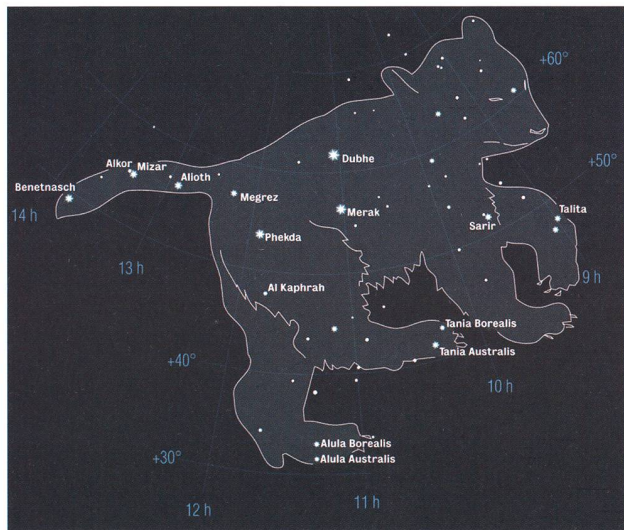 +60°
+50°
Alkor
Mizar
Dubhe
Benetnasch
Alioth
Megrez
Merak
Talita
14 h
Sarir
Phekda
13 h
9 h
Al Kaphrah
Tania Borealis
Tania Australis
+40°
10 h
Alula Borealis
+30°
Alula Australis
11 h
12 h